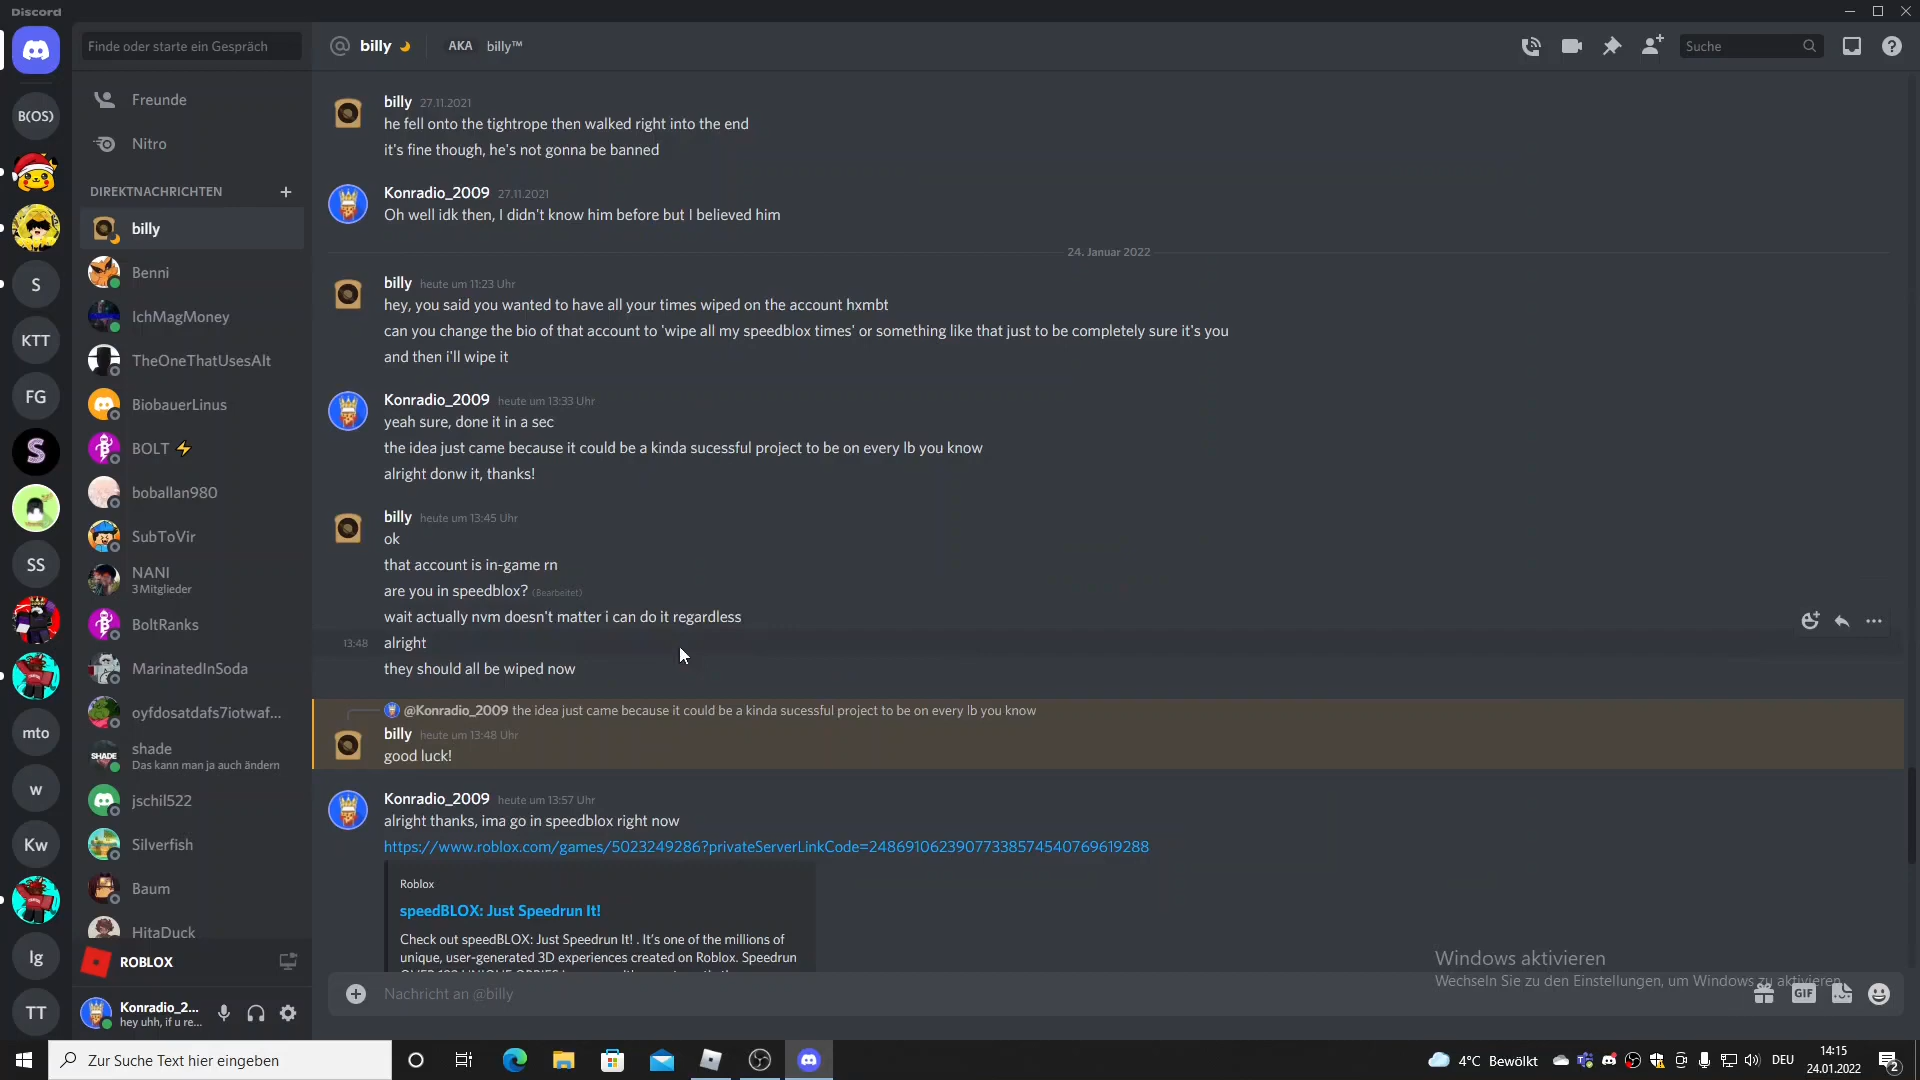 Discord
Finde oder starte ein Gespräch
billy
AKA billy™
Suche
B(OS)
S
KTT
FG
S
SS
mto
w
Kw
lg
TT
Freunde
Nitro
DIREKTNACHRICHTEN
billy
Benni
IchMagMoney
TheOneThatUsesAlt
BiobauerLinus
BOLT
boballan980
SubToVir
NANI
3 Mitglieder
BoltRanks
MarinatedInSoda
oyfdosatdafs7iotwaf...
shade
SHADE
Das kann man ja auch ändern
jschil522
Silverfish
Baum
HitaDuck
ROBLOX
Konradio_2...
hey uhh, if u re...
billy 27.11.2021
he fell onto the tightrope then walked right into the end
it's fine though, he's not gonna be banned
Konradio_2009 27.11.2021
Oh well idk then, I didn't know him before but I believed him
24. Januar 2022
billy heute um 11:23 Uhr
hey, you said you wanted to have all your times wiped on the account hxmbt
can you change the bio of that account to 'wipe all my speedblox times' or something like that just to be completely sure it's you
and then i'll wipe it
Konradio_2009 heute um 13:33 Uhr
yeah sure, done it in a sec
the idea just came because it could be a kinda sucessful project to be on every lb you know
alright donw it, thanks!
billy heute um 13:45 Uhr
ok
that account is in-game rn
are you in speedblox? (Bearbeitet)
wait actually nvm doesn't matter i can do it regardless
13:48 alright
they should all be wiped now
@Konradio_2009 the idea just came because it could be a kinda sucessful project to be on every lb you know
billy heute um 13:48 Uhr
good luck!
Konradio_2009 heute um 13:57 Uhr
alright thanks, ima go in speedblox right now
https://www.roblox.com/games/5023249286?privateServerLinkCode=24869106239077338574540769619288
Roblox
speedBLOX: Just Speedrun It!
Check out speedBLOX: Just Speedrun It! . It's one of the millions of
unique, user-generated 3D experiences created on Roblox. Speedrun
Nachricht an @billy
GIF
Windows aktivieren
Wechseln Sie zu den Einstellungen, um Windows zu aktivieren.
Zur Suche Text hier eingeben
4°C Bewölkt
DEU
14:15
24.01.2022
2